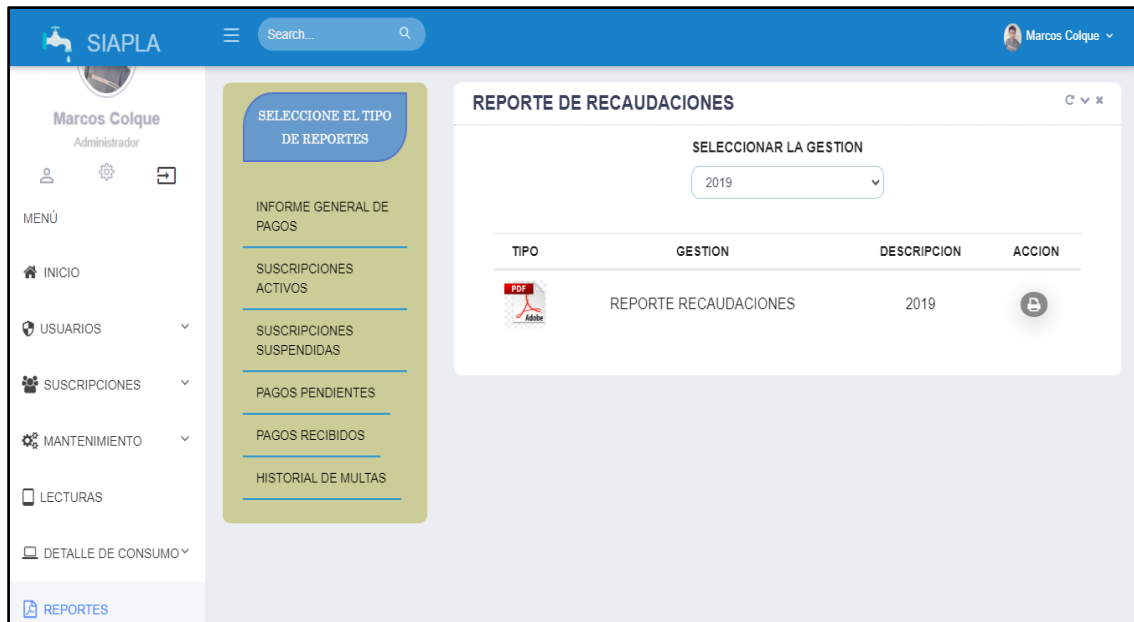 SIAPLA
Search...
Marcos Colque
Marcos Colque
Administrador
MENÚ
INICIO
USUARIOS
SUSCRIPCIONES
MANTENIMIENTO
LECTURAS
DETALLE DE CONSUMO
REPORTES
SELECCIONE EL TIPO
DE REPORTES
INFORME GENERAL DE
PAGOS
SUSCRIPCIONES
ACTIVOS
SUSCRIPCIONES
SUSPENDIDAS
PAGOS PENDIENTES
PAGOS RECIBIDOS
HISTORIAL DE MULTAS
REPORTE DE RECAUDACIONES
SELECCIONAR LA GESTION
2019
TIPO GESTION DESCRIPCION ACCION
PDF
Adobe
REPORTE RECAUDACIONES 2019